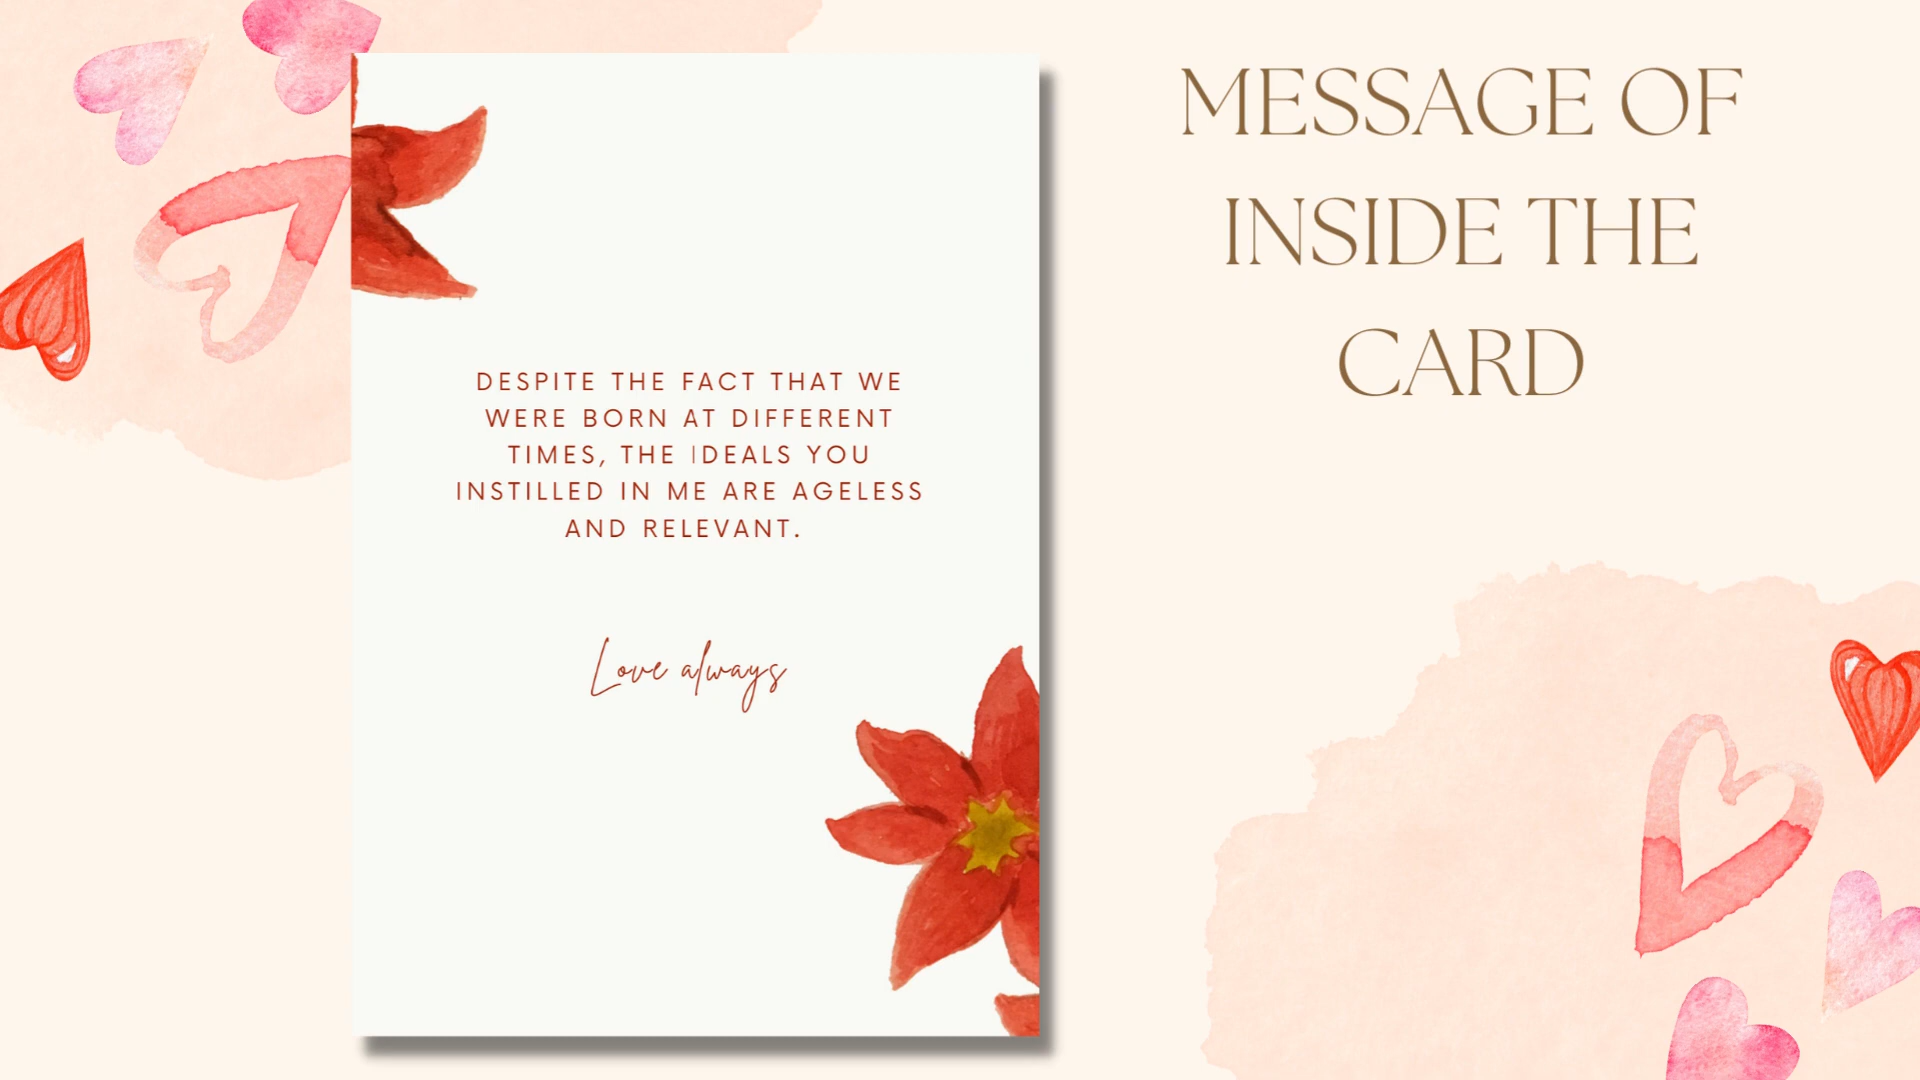 DESPITE THE FACT THAT WE
WERE BORN AT DIFFERENT
TIMES, THE IDEALS YOU
INSTILLED IN ME ARE AGELESS
AND RELEVANT.
Love always
MESSAGE OF
INSIDE THE
CARD